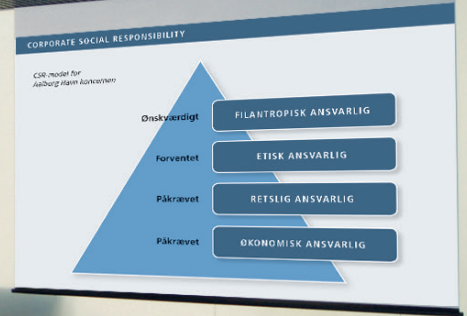 CORPORATE SOCIAL RESPONSIBILITY
CSR-model for
Aalborg Havn koncernen
Ønskværdigt
FILANTROPISK ANSVARLIG
Forventet
ETISK ANSVARLIG
Påkrævet
RETSLIG ANSVARLIG
Påkrævet
ØKONOMISK ANSVARLIG